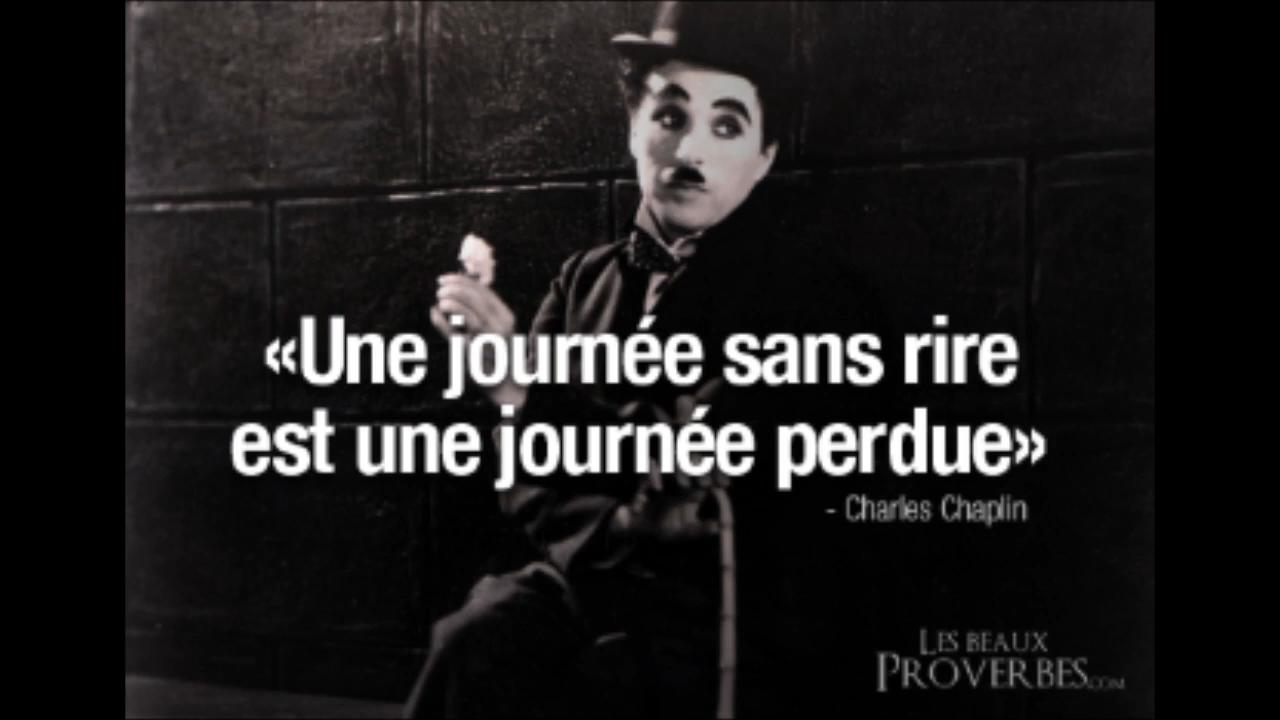 «Une journée sans rire
est une journée perdue»
- Charles Chaplin
LES BEAUX
PROVERBES.COM